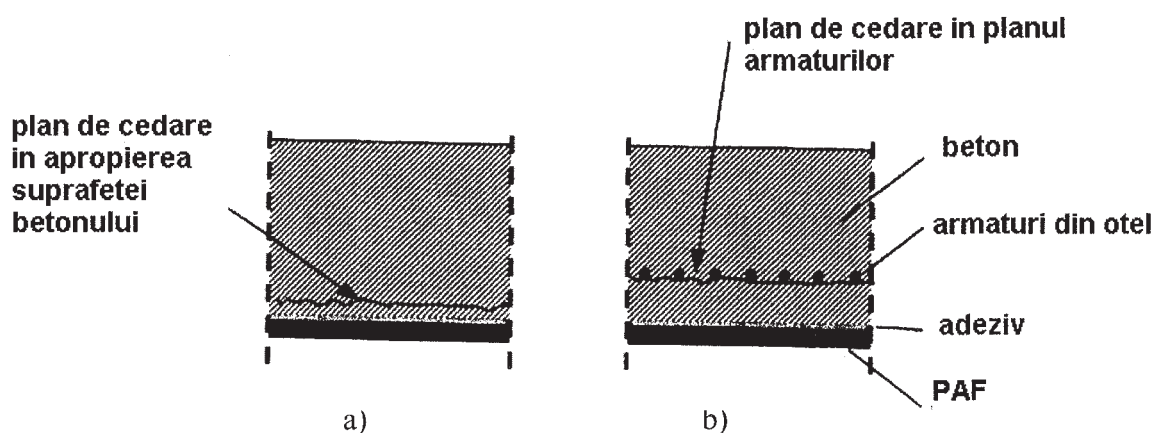 plan de cedare in planul
armaturilor
plan de cedare
in apropierea
suprafetei
betonului
beton
armaturi din otel
adeziv
PAF
a)
b)